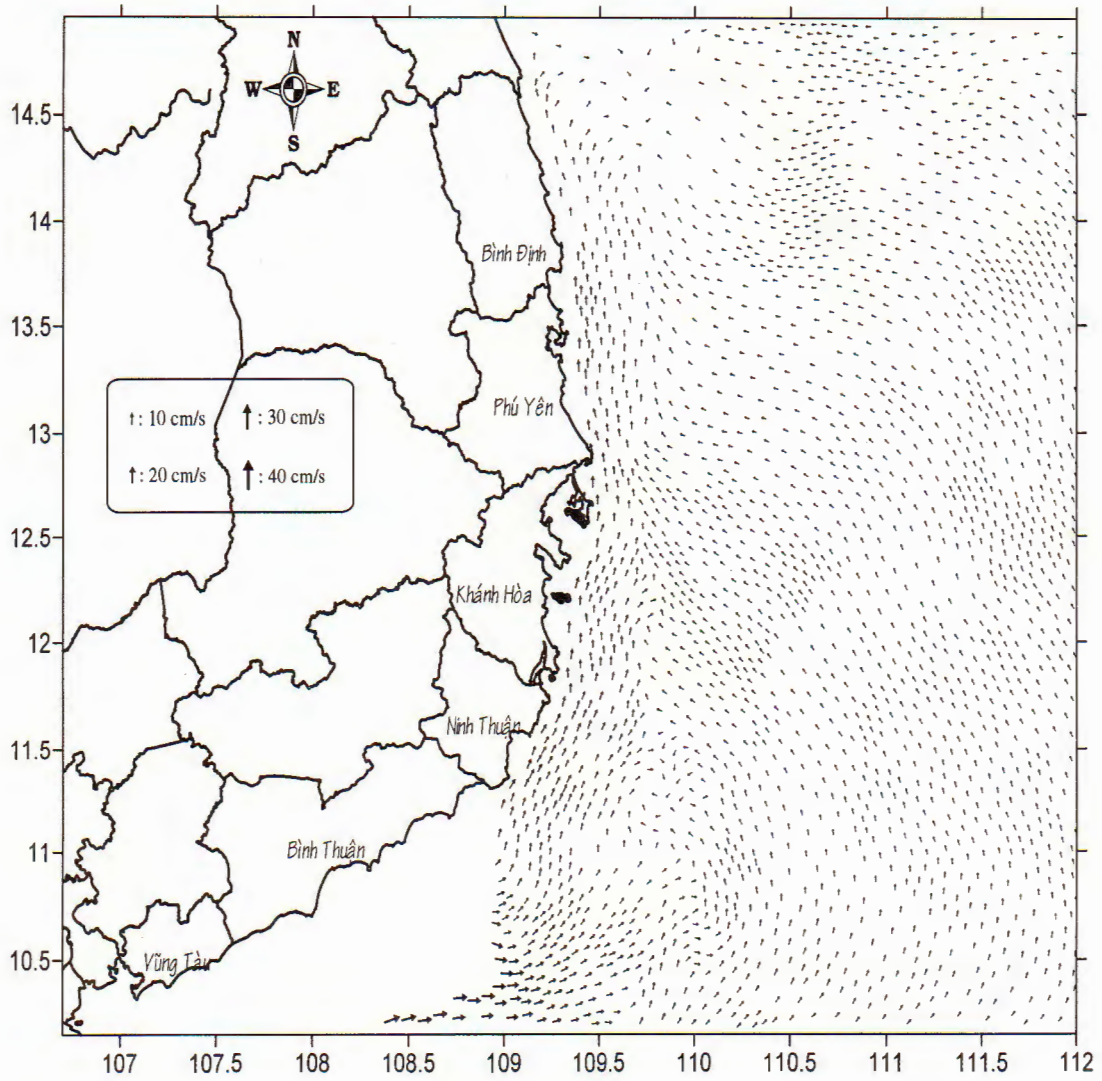 N
W E
S
14.5
14
Bình Định
13.5
Phú Yên
↑: 10 cm/s ↑: 30 cm/s
13
↑: 20 cm/s ↑: 40 cm/s
12.5
Khánh Hòa
12
Ninh Thuận
11.5
Bình Thuận
11
Vũng Tàu
10.5
107 107.5 108 108.5 109 109.5 110 110.5 111 111.5 112